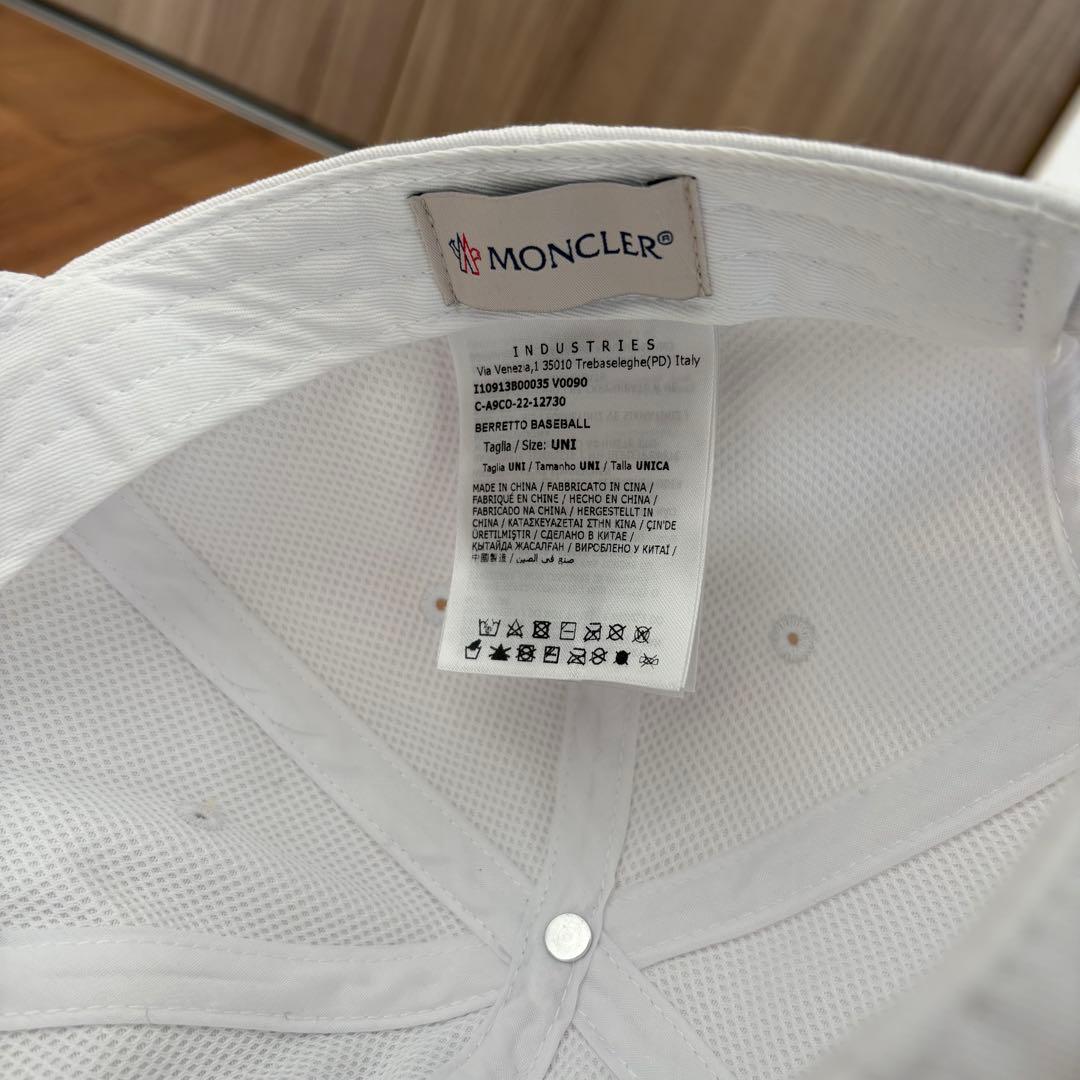 MONCLER®
INDUSTRIES
Via Venezia,1 35010 Trebaseleghe(PD) Italy
I10913B00035 V0090
C-A9CO-22-12730
BERRETTO BASEBALL
Taglia / Size: UNI
Taglia UNI / Tamanho UNI / Talla UNICA
MADE IN CHINA / FABBRICATO IN CINA /
FABRIQUÉ EN CHINE / HECHO EN CHINA /
FABRICADO NA CHINA / HERGESTELLT IN
CHINA / ΚΑΤΑΣΚΕΥΑΖΕΤΑΙ ΣΤΗΝ ΚΙΝΑ / ÇIN'DE
ÜRETILMIŞTIR / СДЕЛАНО В КИТАЕ /
ҚЫТАЙДА ЖАСАЛҒАН / ВИРОБЛЕНО У КИТАЇ /
中國製造 / صنع في الصين